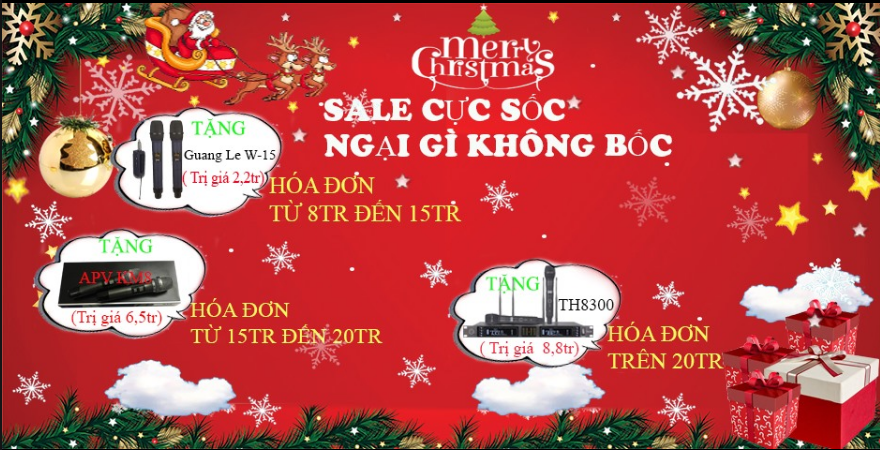 Merry
Christmas
SALE CỰC SỐC
NGẠI GÌ KHÔNG BỐC
TẶNG
Guang Le W-15
( Trị giá 2,2tr)
HÓA ĐƠN
TỪ 8TR ĐẾN 15TR
TẶNG
APV KM8
(Trị giá 6,5tr)
HÓA ĐƠN
TỪ 15TR ĐẾN 20TR
TẶNG
TH8300
( Trị giá 8,8tr)
HÓA ĐƠN
TRÊN 20TR